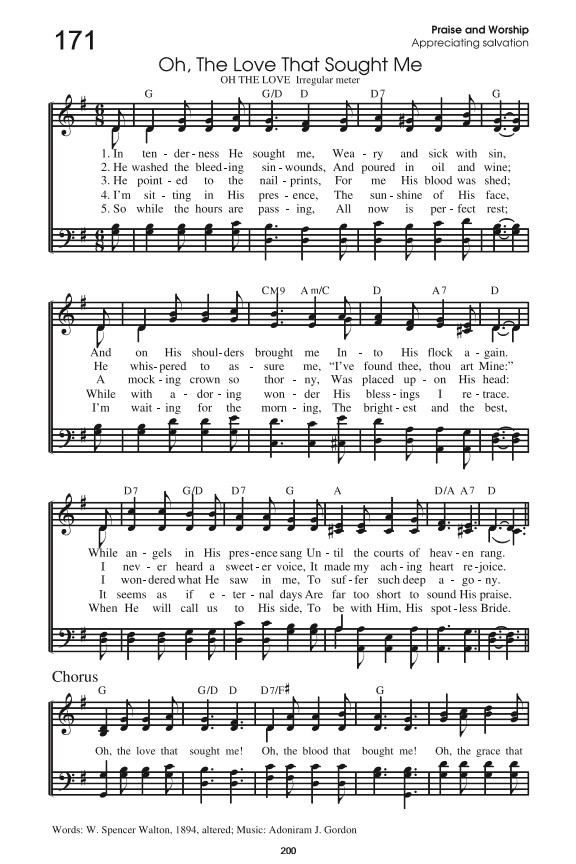 171
Praise and Worship
Appreciating salvation
Oh, The Love That Sought Me
OH THE LOVE Irregular meter
G G/D D D7 G
1. In ten - der - ness He sought me, Wea - ry and sick with sin,
2. He washed the bleed - ing sin - wounds, And poured in oil and wine;
3. He point - ed to the nail - prints, For me His blood was shed;
4. I'm sit - ting in His pres - ence, The sun - shine of His face,
5. So while the hours are pass - ing, All now is per - fect rest;
CM9 Am/C D A7 D
And on His shoul - ders brought me In - to His flock a - gain.
He whis - pered to as - sure me, “I've found thee, thou art Mine:”
A mock - ing crown so thor - ny, Was placed up - on His head:
While with a - dor - ing won - der His bless - ings I re - trace.
I'm wait - ing for the morn - ing, The bright - est and the best,
D7 G/D D7 G A D/A A7 D
While an - gels in His pres - ence sang Un - til the courts of heav - en rang.
I nev - er heard a sweet - er voice, It made my ach - ing heart re - joice.
I won - dered what He saw in me, To suf - fer such deep a - go - ny.
It seems as if e - ter - nal days Are far too short to sound His praise.
When He will call us to His side, To be with Him, His spot - less Bride.
Chorus
G G/D D D7/F# G
Oh, the love that sought me! Oh, the blood that bought me! Oh, the grace that
Words: W. Spencer Walton, 1894, altered; Music: Adoniram J. Gordon
200